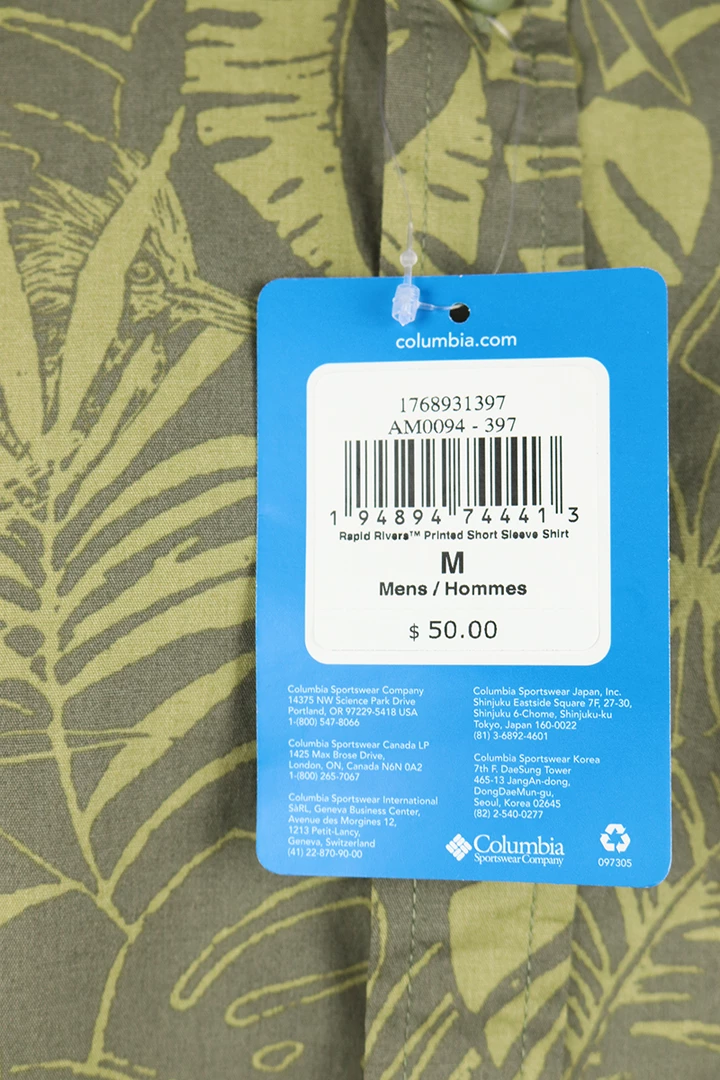 columbia.com
1768931397
AM0094 - 397
1 94894 74441 3
Rapid Rivers™ Printed Short Sleeve Shirt
M
Mens / Hommes
$ 50.00
Columbia Sportswear Company
14375 NW Science Park Drive
Portland, OR 97229-5418 USA
1-(800) 547-8066
Columbia Sportswear Canada LP
1425 Max Brose Drive,
London, ON, Canada N6N 0A2
1-(800) 265-7067
Columbia Sportswear International
SàRL, Geneva Business Center,
Avenue des Morgines 12,
1213 Petit-Lancy,
Geneva, Switzerland
(41) 22-870-90-00
Columbia Sportswear Japan, Inc.
Shinjuku Eastside Square 7F, 27-30,
Shinjuku 6-Chome, Shinjuku-ku
Tokyo, Japan 160-0022
(81) 3-6892-4601
Columbia Sportswear Korea
7th F. DaeSung Tower
465-13 JangAn-dong,
DongDaeMun-gu,
Seoul, Korea 02645
(82) 2-540-0277
Columbia
Sportswear Company
097305